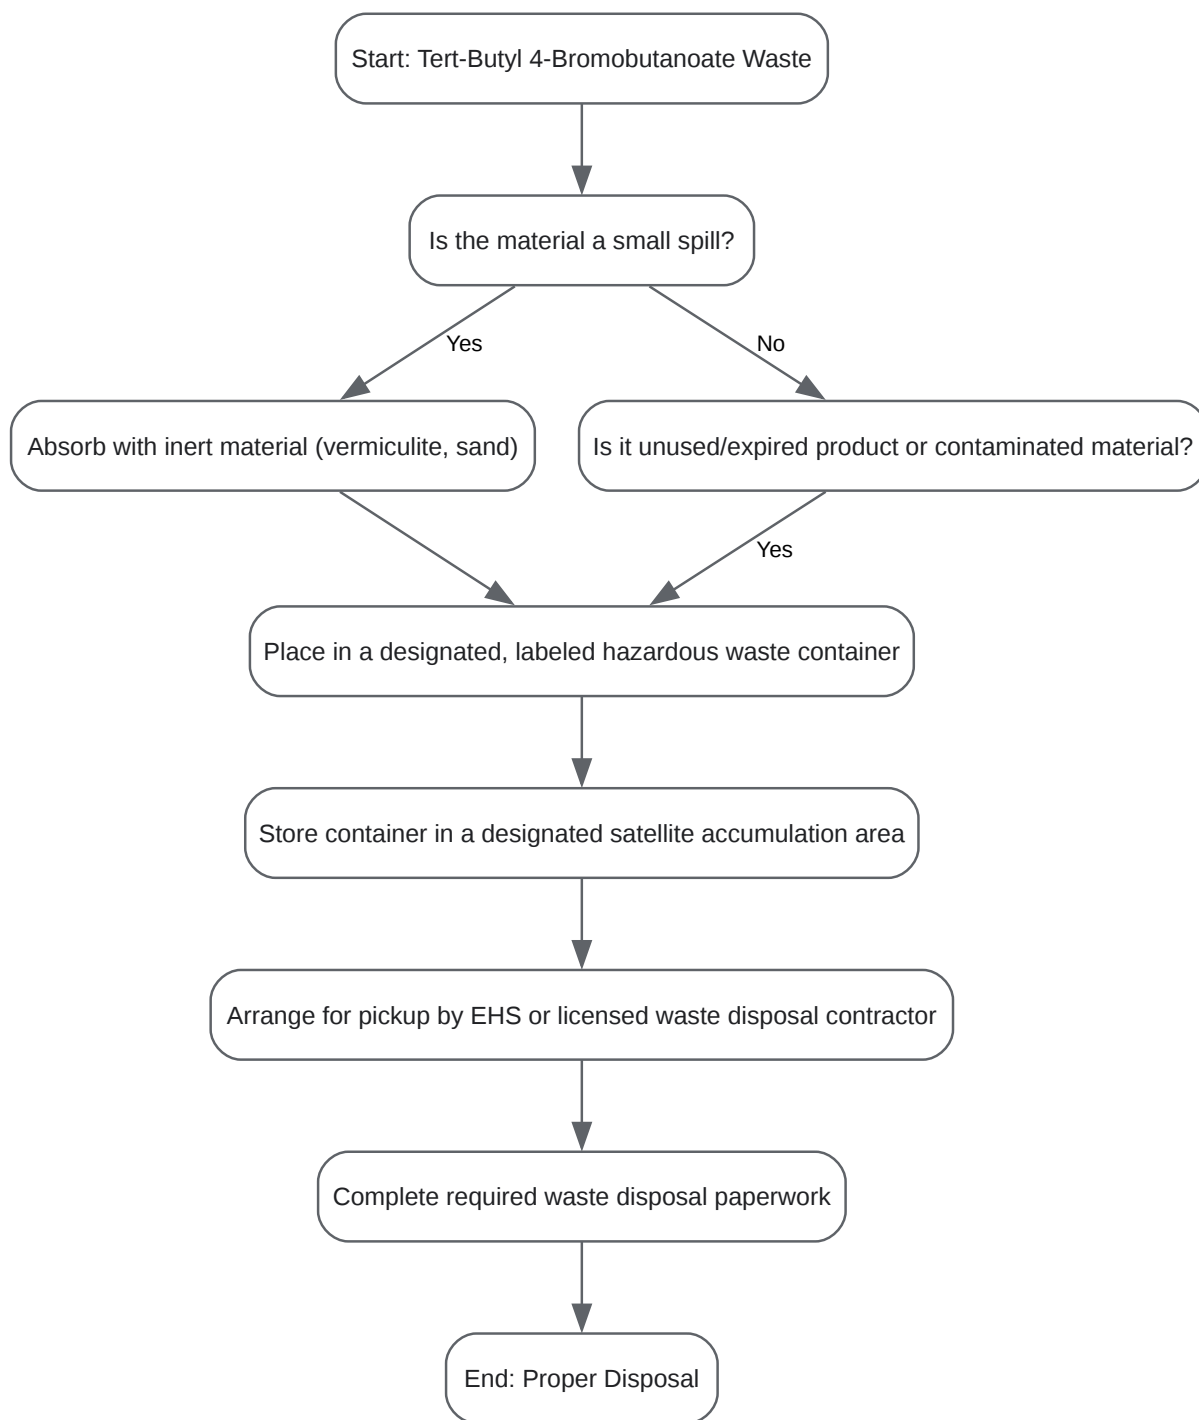 Start: Tert-Butyl 4-Bromobutanoate Waste
Is the material a small spill?
Yes
No
Absorb with inert material (vermiculite, sand)
Is it unused/expired product or contaminated material?
Yes
Place in a designated, labeled hazardous waste container
Store container in a designated satellite accumulation area
Arrange for pickup by EHS or licensed waste disposal contractor
Complete required waste disposal paperwork
End: Proper Disposal